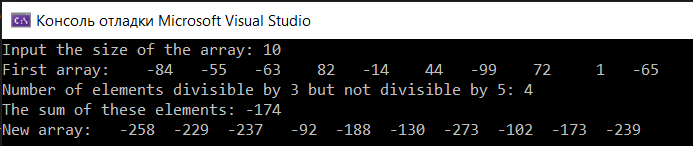 Консоль отладки Microsoft Visual Studio
Input the size of the array: 10
First array: -84 -55 -63 82 -14 44 -99 72 1 -65
Number of elements divisible by 3 but not divisible by 5: 4
The sum of these elements: -174
New array: -258 -229 -237 -92 -188 -130 -273 -102 -173 -239